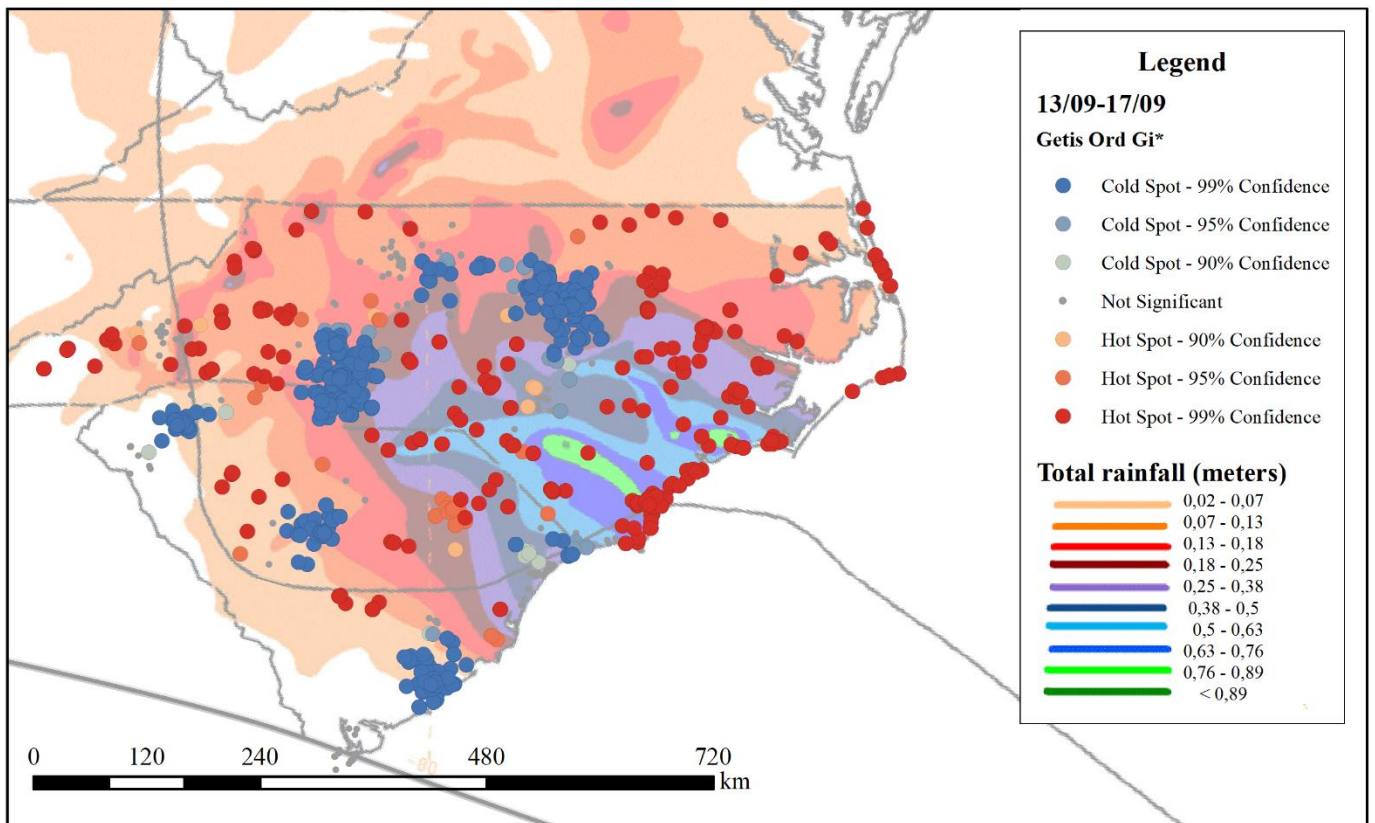 Legend
13/09-17/09
Getis Ord Gi*
Cold Spot - 99% Confidence
Cold Spot - 95% Confidence
Cold Spot - 90% Confidence
Not Significant
Hot Spot - 90% Confidence
Hot Spot - 95% Confidence
Hot Spot - 99% Confidence
Total rainfall (meters)
0,02 - 0,07
0,07 - 0,13
0,13 - 0,18
0,18 - 0,25
0,25 - 0,38
0,38 - 0,5
0,5 - 0,63
0,63 - 0,76
0,76 - 0,89
< 0,89
0 120 240 480 720
km